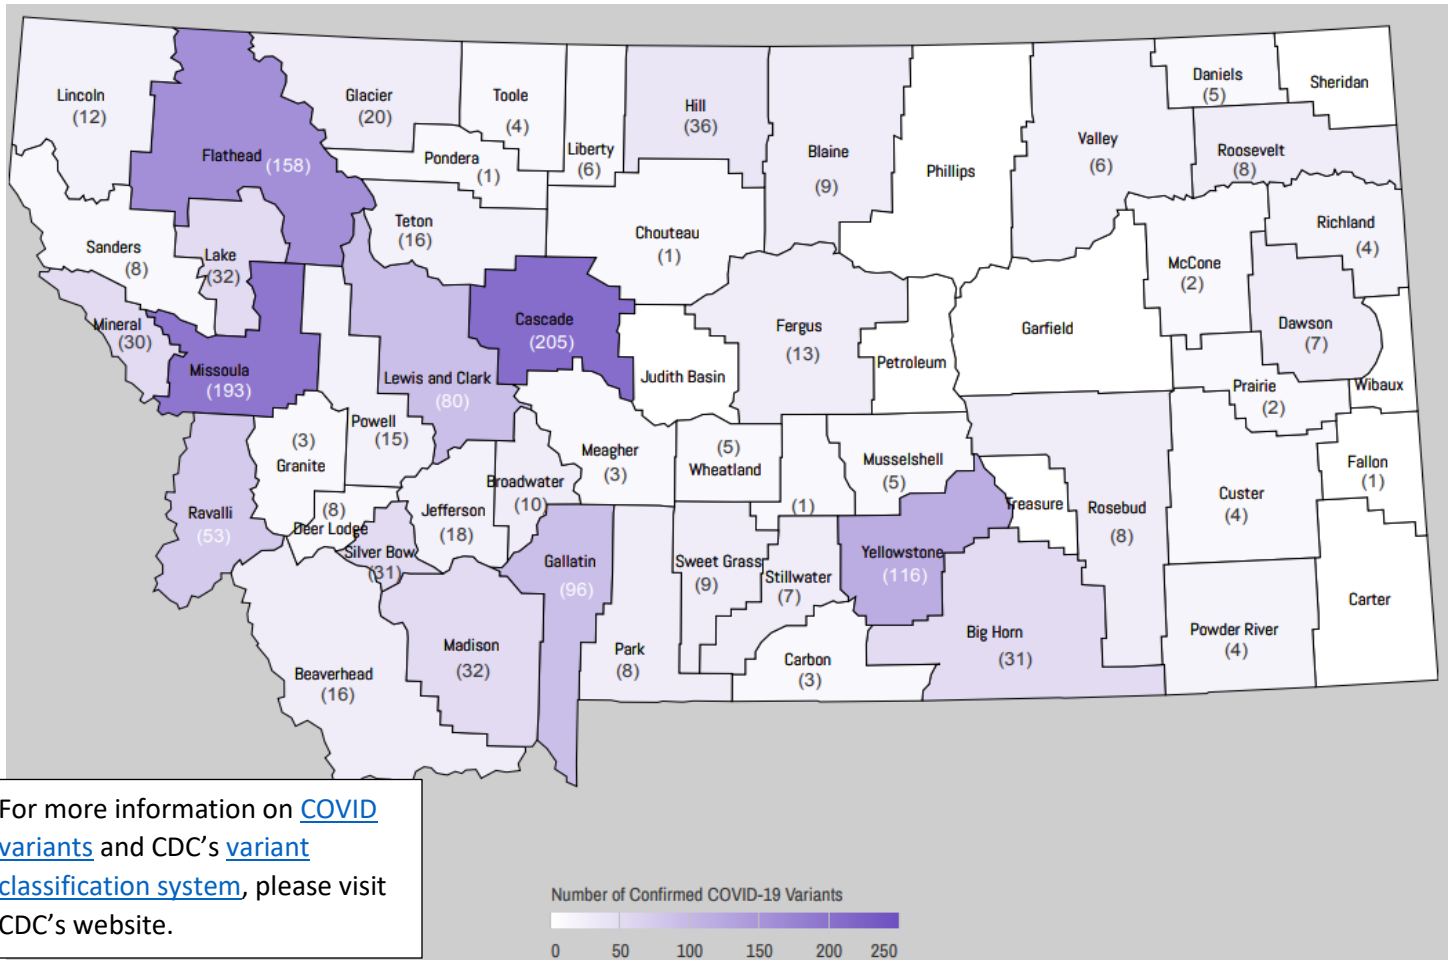 Lincoln
(12)
Flathead (158)
Glacier
(20)
Toole
(4)
Liberty
(6)
Hill
(36)
Blaine
(9)
Phillips
Valley
(6)
Daniels
(5)
Sheridan
Roosevelt
(8)
Pondera
(1)
Teton
(16)
Chouteau
(1)
Sanders
(8)
Lake
(32)
Richland
(4)
McCone
(2)
Mineral
(30)
Missoula
(193)
Cascade
(205)
Lewis and Clark
(80)
Judith Basin
Fergus
(13)
Petroleum
Garfield
Dawson
(7)
Prairie
(2)
Wibaux
Powell
(15)
(3)
Granite
Meagher
(3)
(5)
Wheatland
(1)
Musselshell
(5)
Treasure
Rosebud
(8)
Custer
(4)
Fallon
(1)
Ravalli
(53)
(8)
Deer Lodge
Silver Bow
(31)
Jefferson
(18)
Broadwater
(10)
Gallatin
(96)
Sweet Grass
(9)
Stillwater
(7)
Yellowstone
(116)
Big Horn
(31)
Carter
Powder River
(4)
Beaverhead
(16)
Madison
(32)
Park
(8)
Carbon
(3)
For more information on COVID
variants and CDC’s variant
classification system, please visit
CDC’s website.
Number of Confirmed COVID-19 Variants
0 50 100 150 200 250